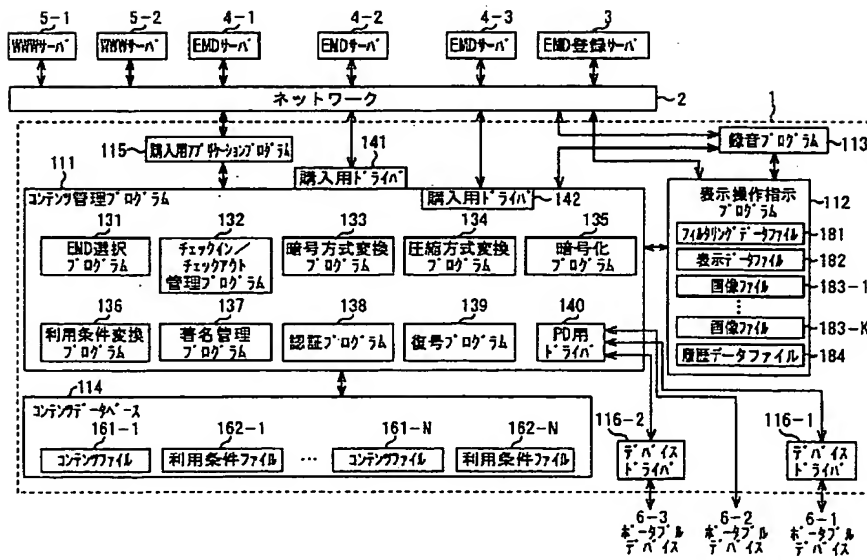 5-1 5-2 4-1 4-2 4-3 3
WWWサーバ WWWサーバ EMDサーバ EMDサーバ EMDサーバ EMD登録サーバ
ネットワーク 2
1
115 購入用アプリケーションプログラム 141 録音プログラム 113
111 購入用ドライバ
コンテンツ管理プログラム 購入用ドライバ 142
表示操作指示 112
プログラム
131 132 133 134 135
EMD選択 チェックイン/ 暗号方式変換 圧縮方式変換 暗号化
プログラム チェックアウト プログラム プログラム プログラム
管理プログラム
フィルタリングデータファイル 181
表示データファイル 182
画像ファイル 183-1
⋮
画像ファイル 183-K
履歴データファイル 184
136 137 138 139 140
利用条件変換 著名管理 認証プログラム 復号プログラム PD用
プログラム プログラム ドライバ
114
コンテンツデータベース
161-1 162-1 161-N 162-N
コンテンツファイル 利用条件ファイル … コンテンツファイル 利用条件ファイル
116-2 116-1
デバイス デバイス
ドライバ ドライバ
6-3 6-2 6-1
ポータブル ポータブル ポータブル
デバイス デバイス デバイス